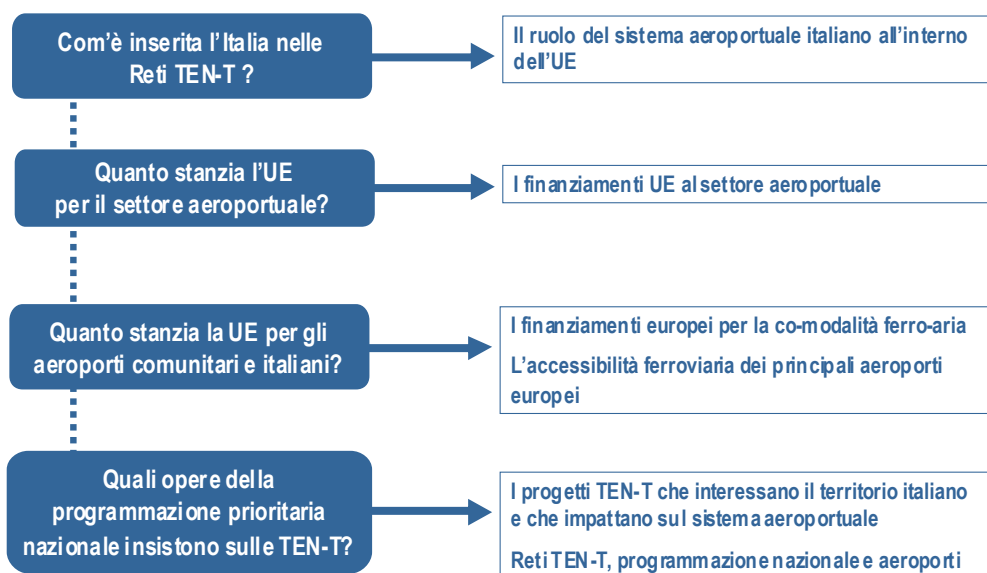 Com'è inserita l'Italia nelle
Reti TEN-T ?
Il ruolo del sistema aeroportuale italiano all'interno
dell'UE
Quanto stanzia l'UE
per il settore aeroportuale?
I finanziamenti UE al settore aeroportuale
Quanto stanzia la UE per gli
aeroporti comunitari e italiani?
I finanziamenti europei per la co-modalità ferro-aria
L'accessibilità ferroviaria dei principali aeroporti
europei
Quali opere della
programmazione prioritaria
nazionale insistono sulle TEN-T?
I progetti TEN-T che interessano il territorio italiano
e che impattano sul sistema aeroportuale
Reti TEN-T, programmazione nazionale e aeroporti